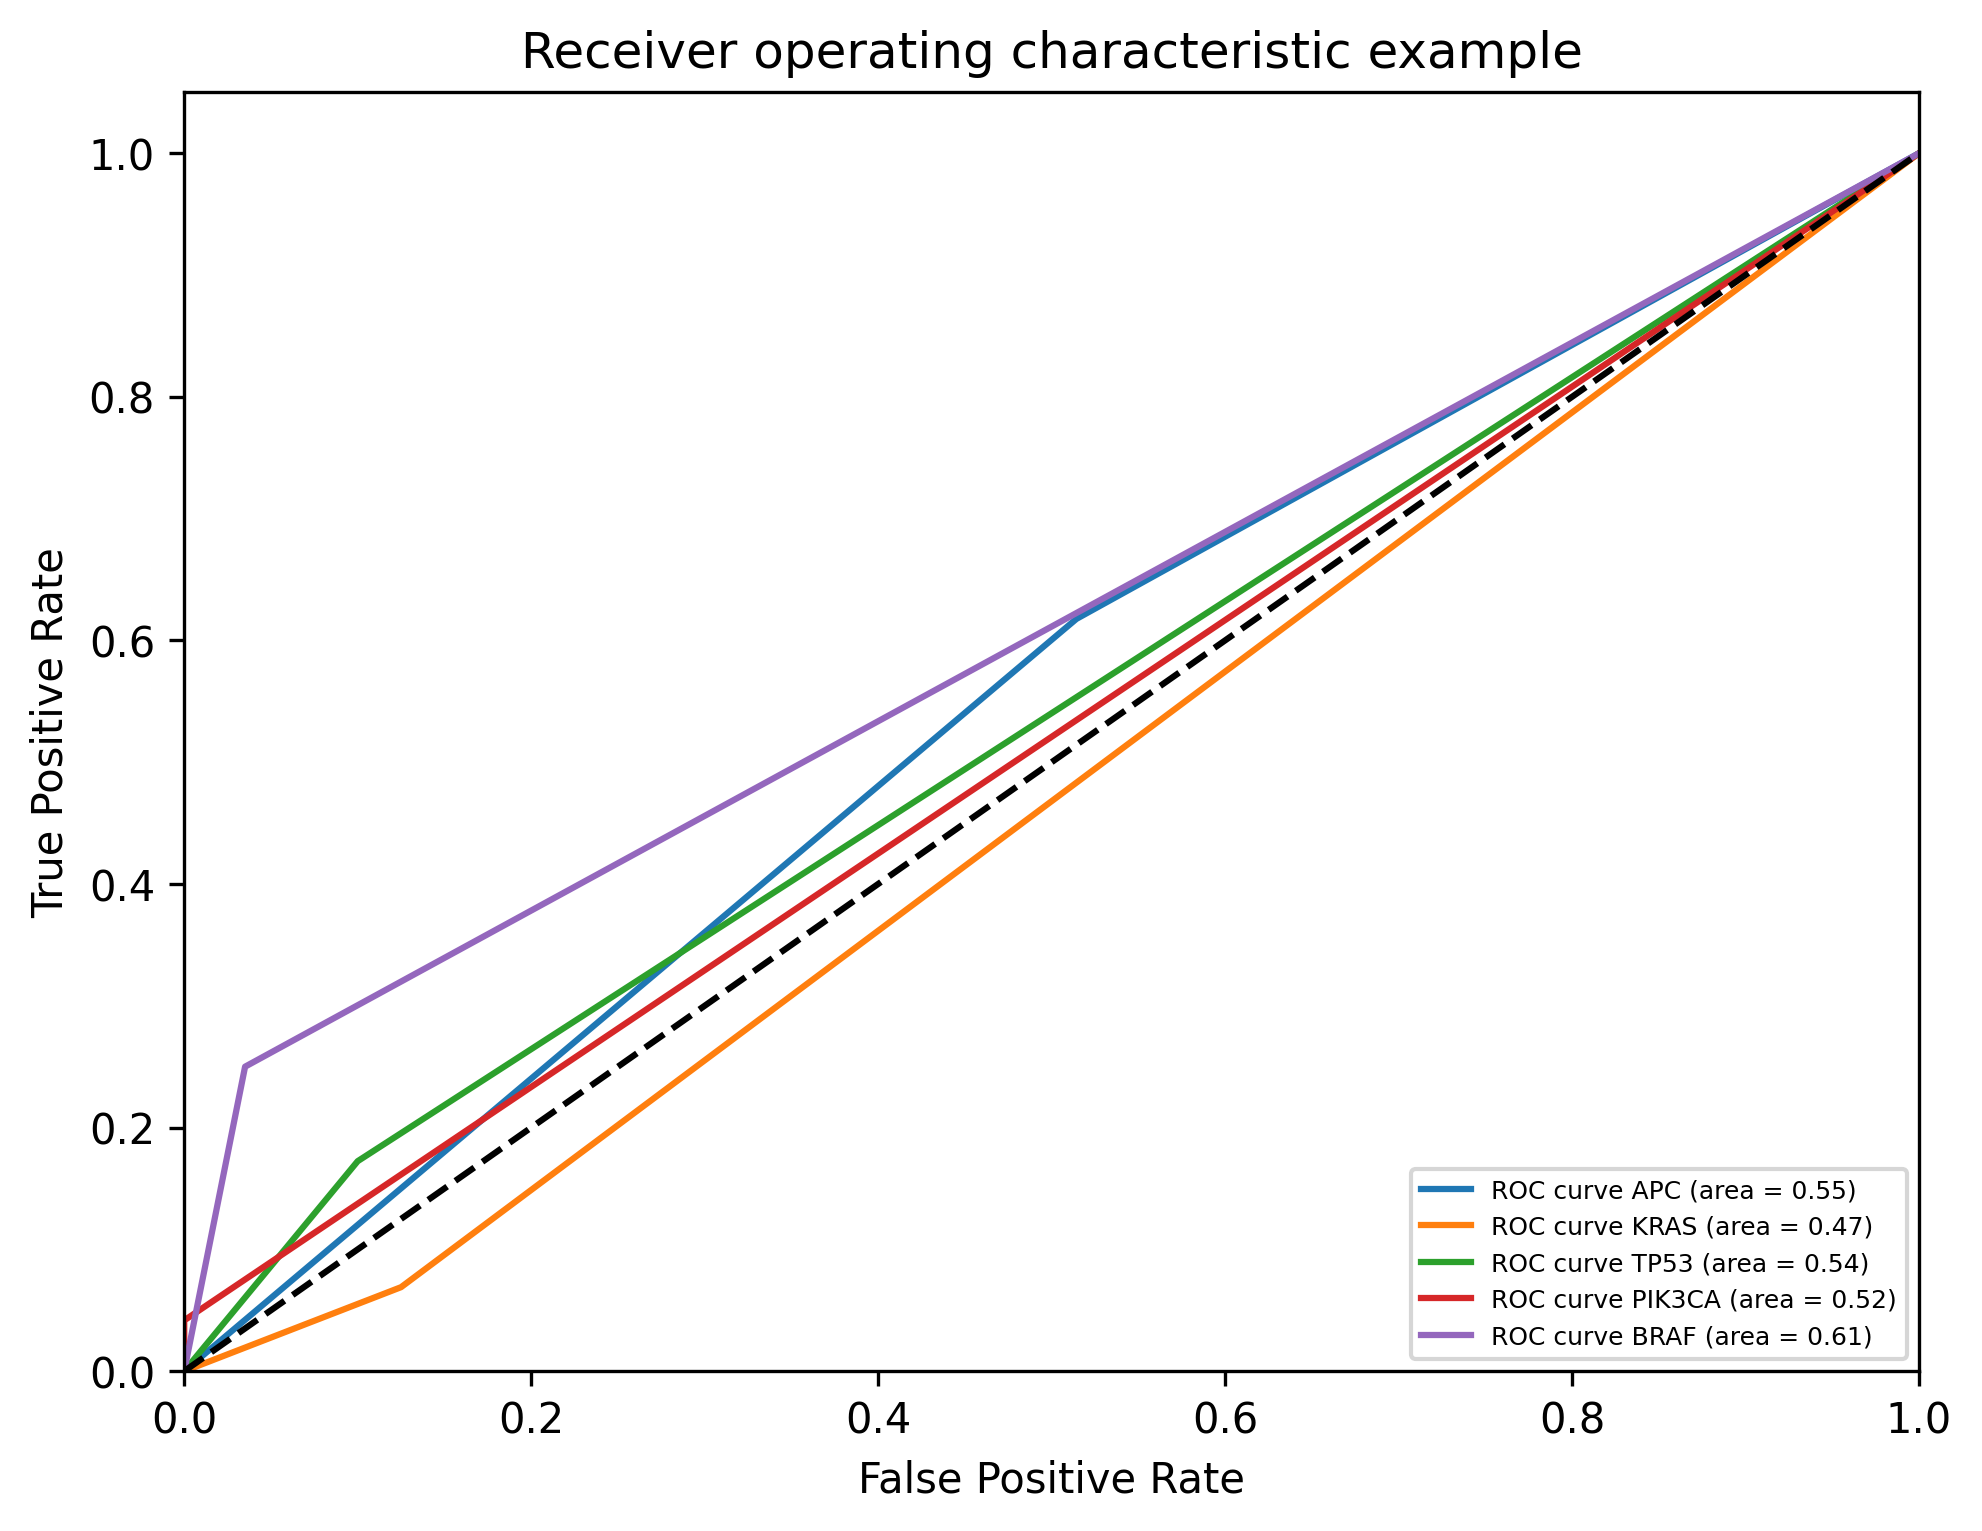 Receiver operating characteristic example
True Positive Rate
1.0
0.8
0.6
0.4
0.2
0.0
ROC curve APC (area = 0.55)
ROC curve KRAS (area = 0.47)
ROC curve TP53 (area = 0.54)
ROC curve PIK3CA (area = 0.52)
ROC curve BRAF (area = 0.61)
0.0 0.2 0.4 0.6 0.8 1.0
False Positive Rate